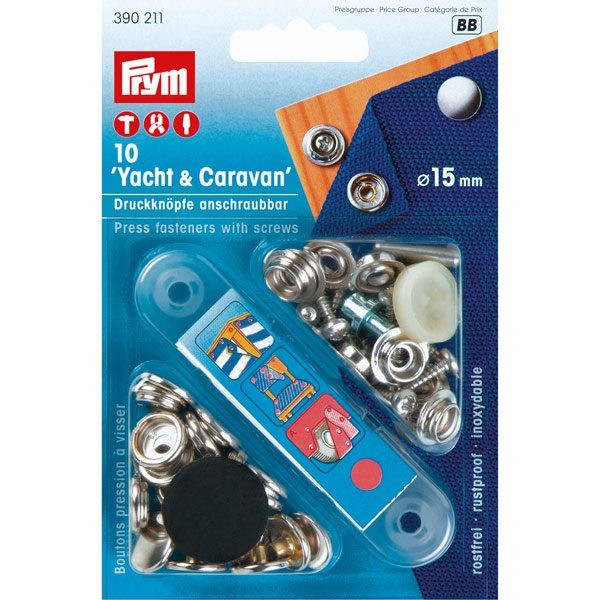 390 211
Preisgruppe · Price Group · Catégorie de Prix
BB
Prym
10
'Yacht & Caravan'
Druckknöpfe anschraubbar
Press fasteners with screws
ø 15 mm
Boutons pression à visser
rostfrei · rustproof · inoxydable